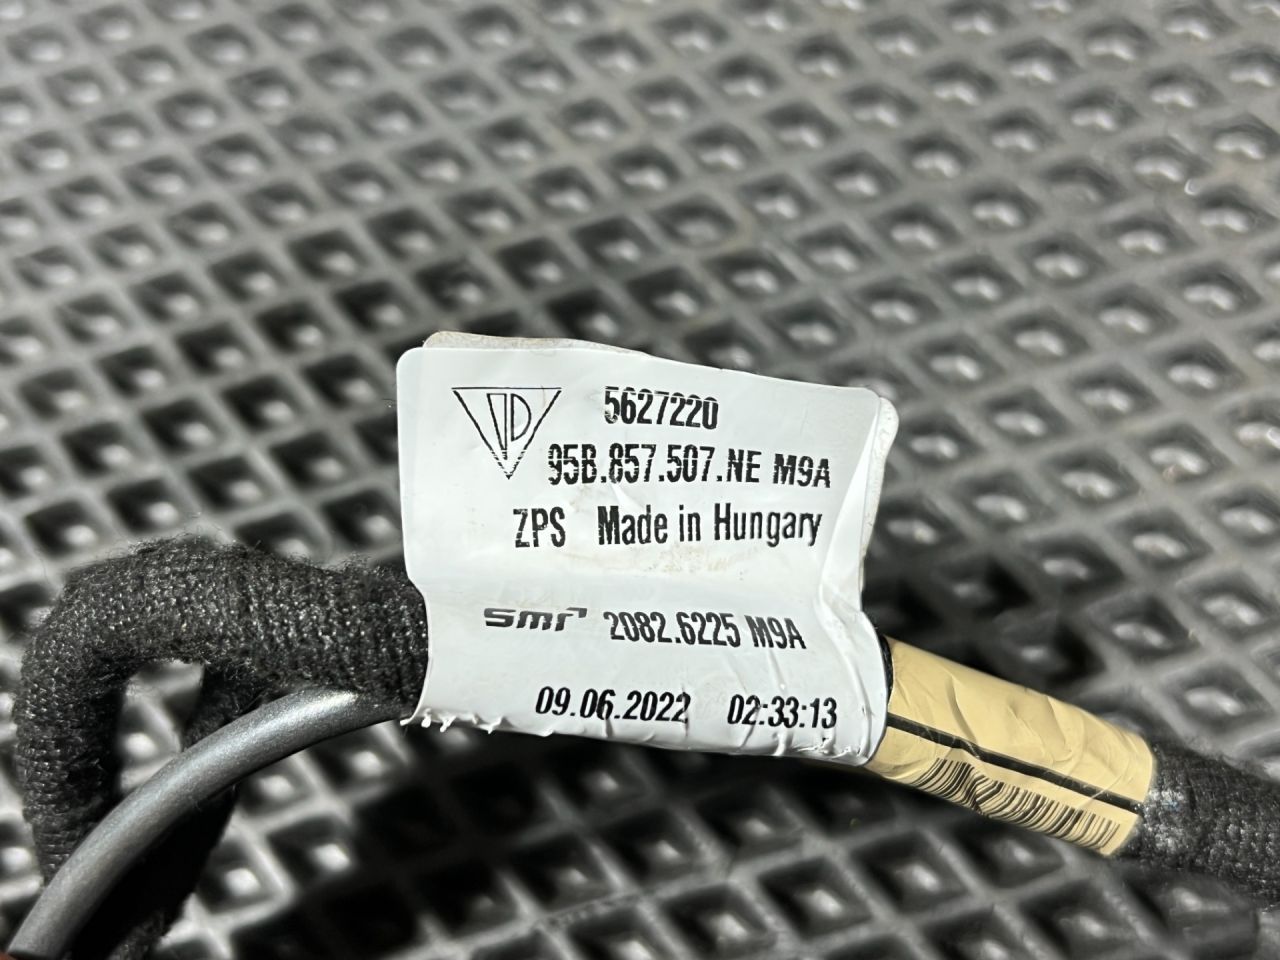 5627220
95B.857.507.NE M9A
ZPS Made in Hungary
smr 2082.6225 M9A
09.06.2022 02:33:13